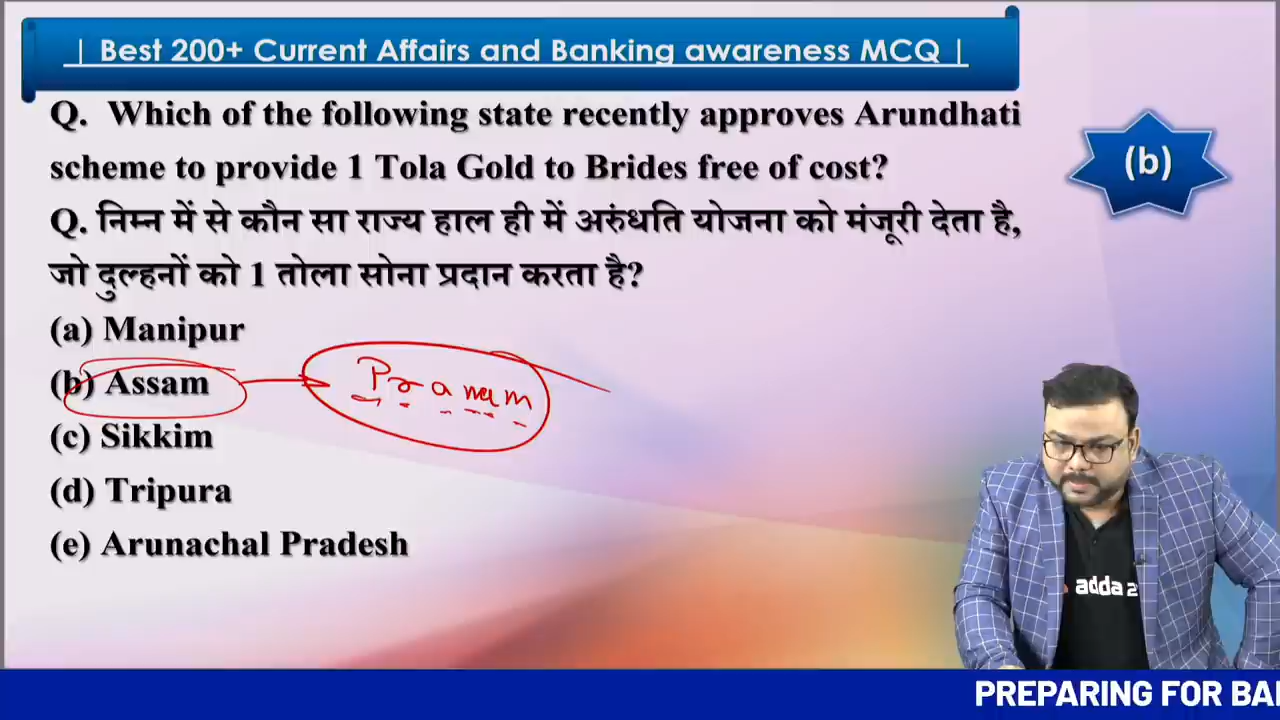 | Best 200+ Current Affairs and Banking awareness MCQ |
Q. Which of the following state recently approves Arundhati
scheme to provide 1 Tola Gold to Brides free of cost?
(b)
Q. निम्न में से कौन सा राज्य हाल ही में अरुंधति योजना को मंजूरी देता है,
जो दुल्हनों को 1 तोला सोना प्रदान करता है?
(a) Manipur
(b) Assam
Pranam
(c) Sikkim
(d) Tripura
(e) Arunachal Pradesh
adda 2
PREPARING FOR BA